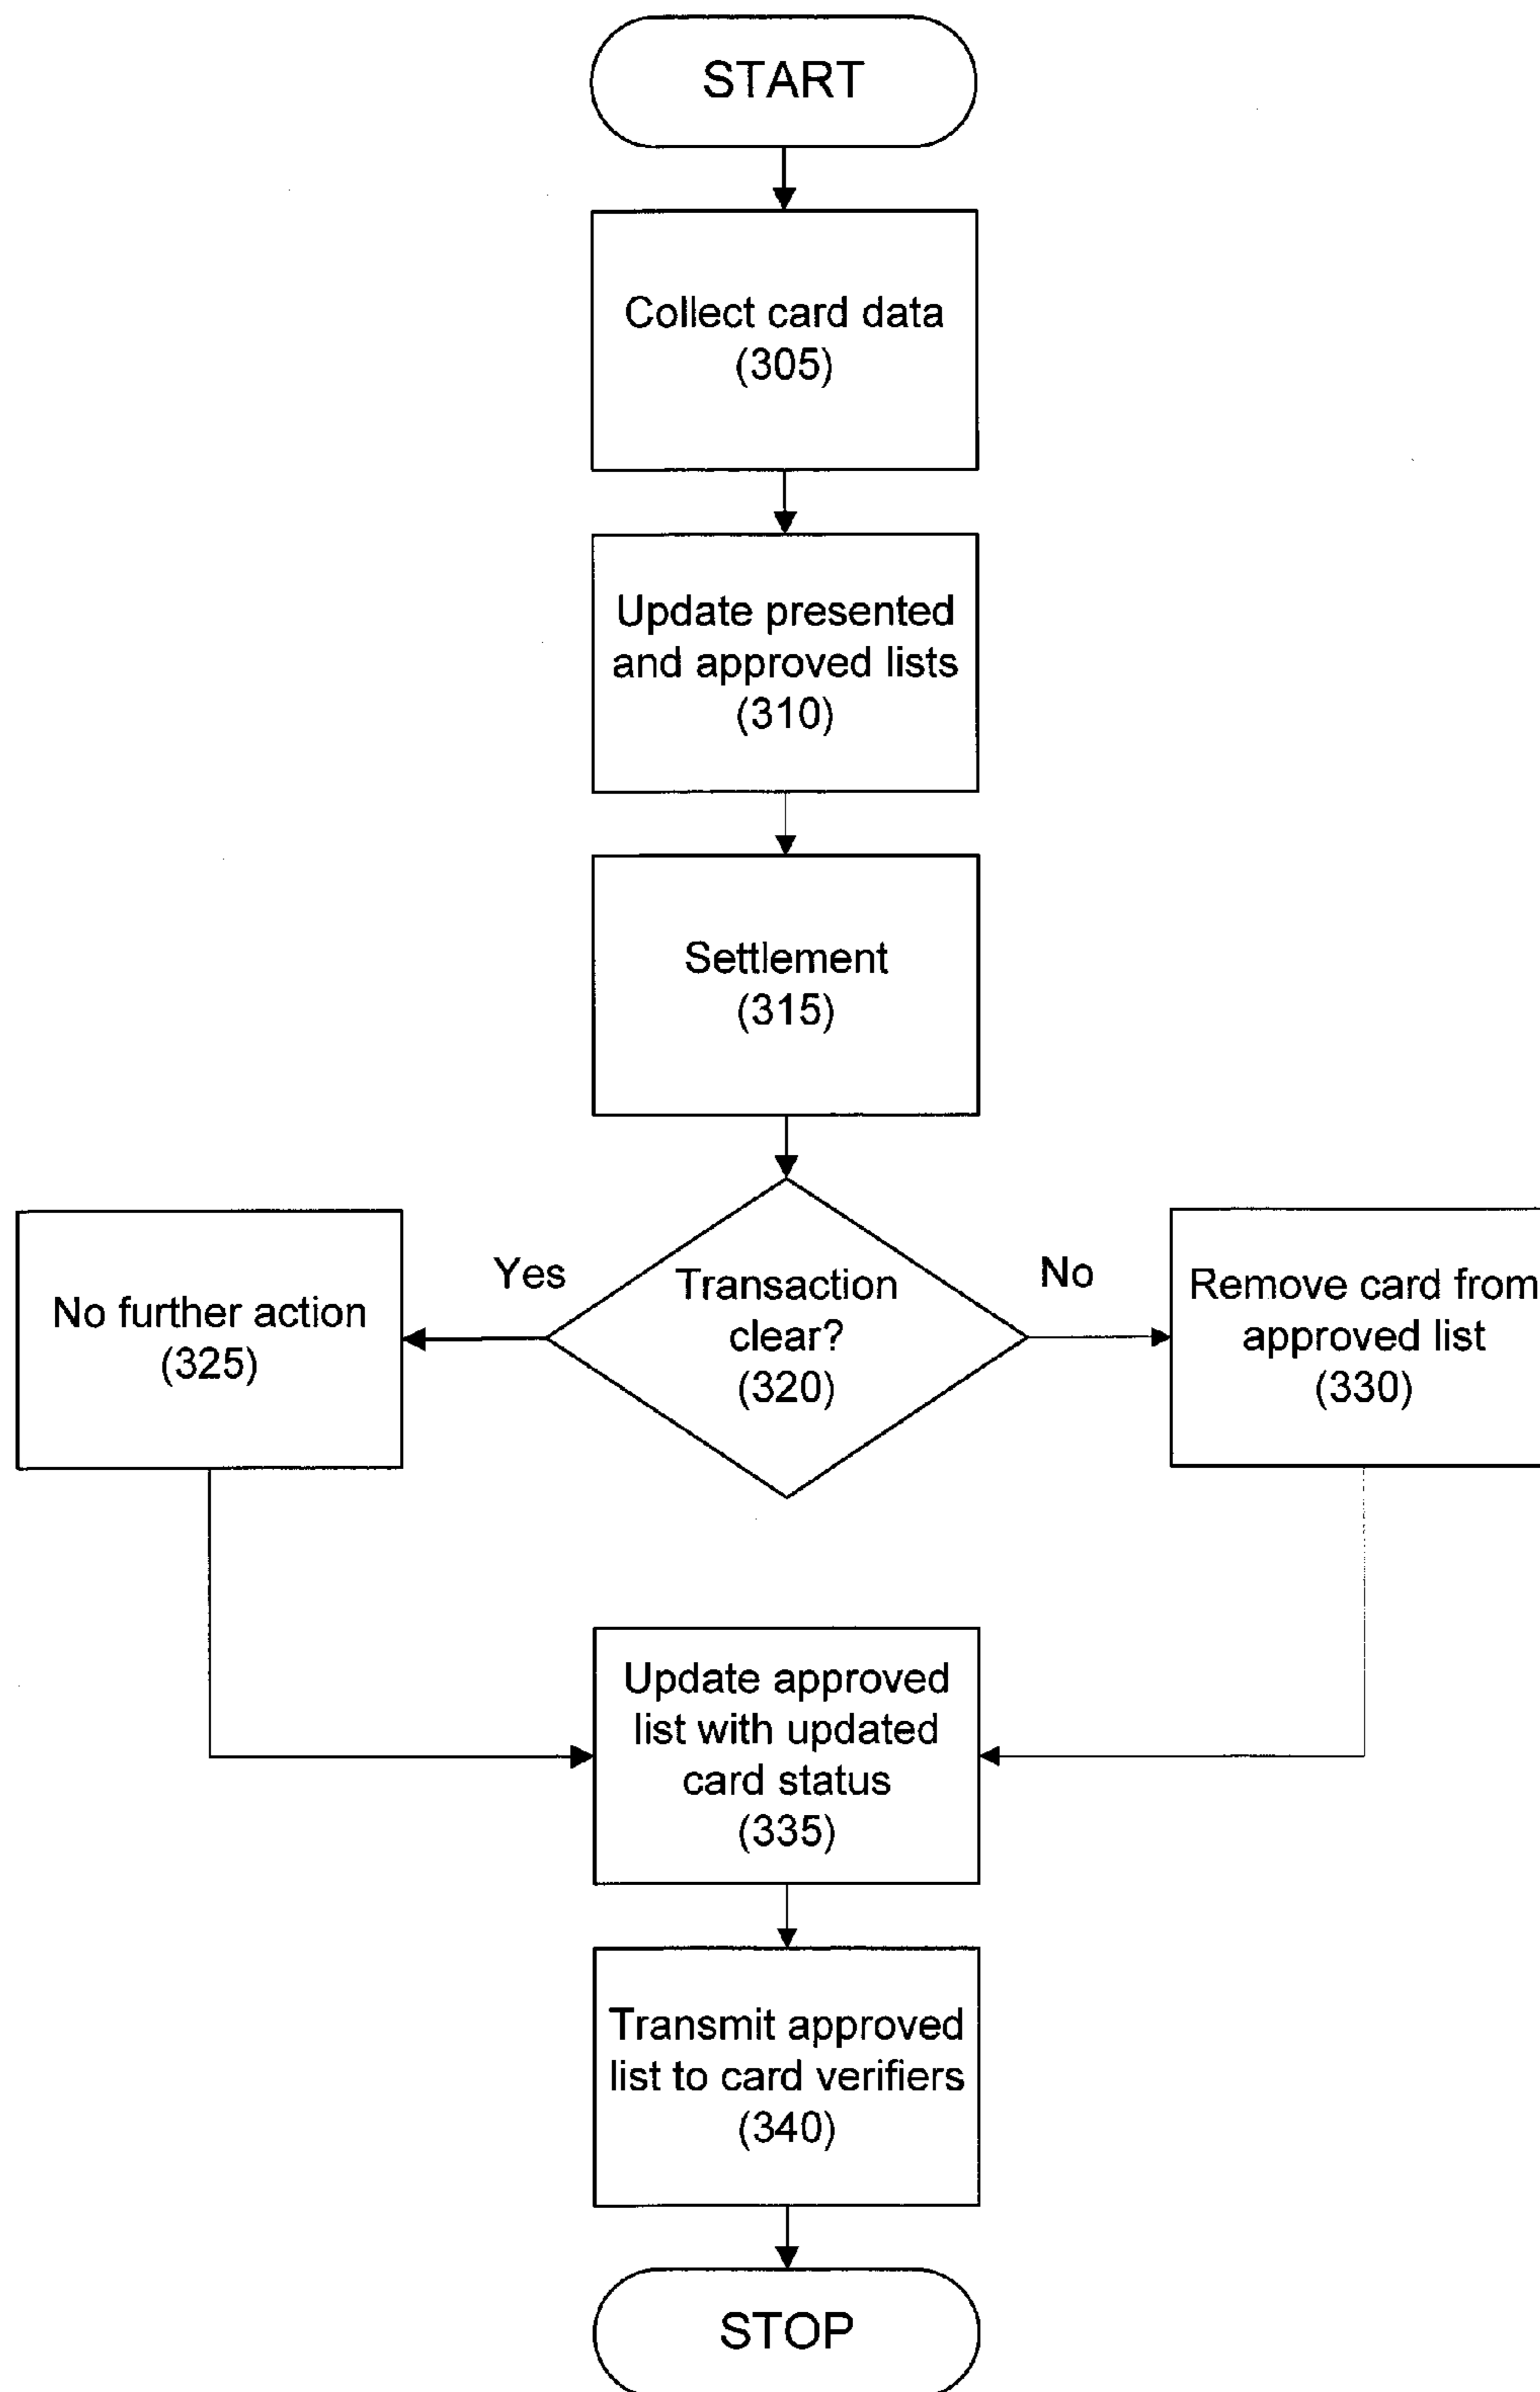 START
Collect card data
(305)
Update presented
and approved lists
(310)
Settlement
(315)
Yes
No
No further action
(325)
Transaction
clear?
(320)
Remove card from
approved list
(330)
Update approved
list with updated
card status
(335)
Transmit approved
list to card verifiers
(340)
STOP